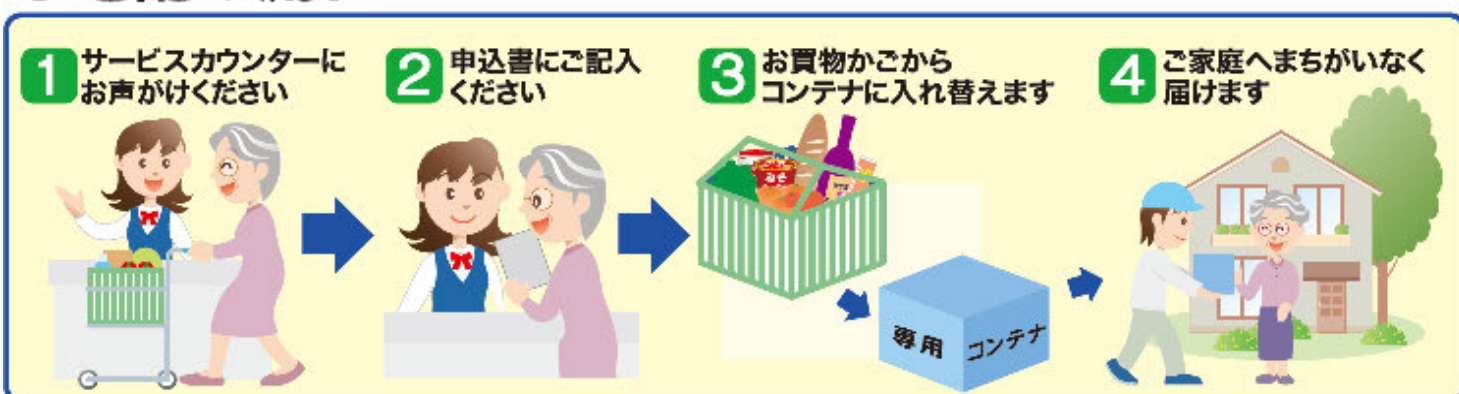 1 サービスカウンターに
お声がけください
2 申込書にご記入
ください
3 お買物かごから
コンテナに入れ替えます
4 ご家庭へまちがいなく
届けます
専用 コンテナ